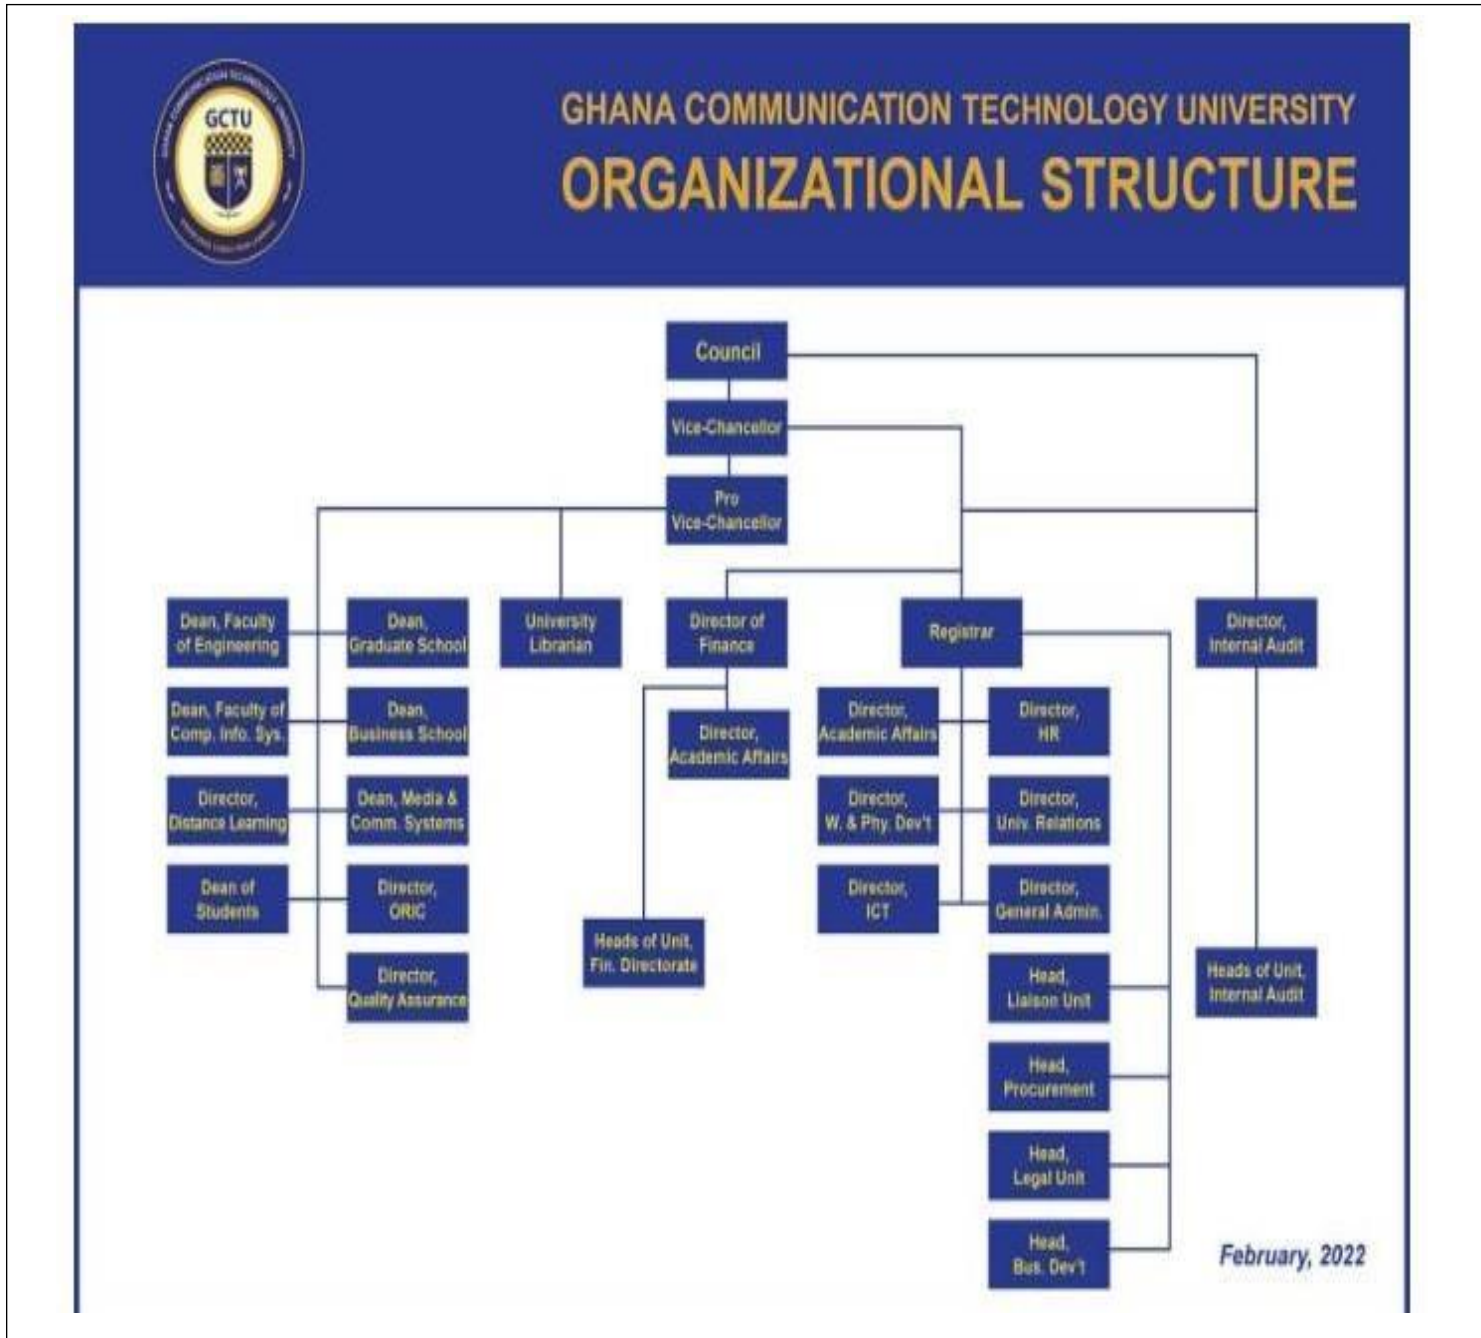 GHANA COMMUNICATION TECHNOLOGY UNIVERSITY
GCTU
GHANA COMMUNICATION TECHNOLOGY UNIVERSITY
ORGANIZATIONAL STRUCTURE
Council
Vice-Chancellor
Pro
Vice-Chancellor
Dean, Faculty
of Engineering
Dean,
Graduate School
University
Librarian
Director of
Finance
Registrar
Director,
Internal Audit
Dean, Faculty of
Comp. Info. Sys.
Dean,
Business School
Director,
Academic Affairs
Director,
Academic Affairs
Director,
HR
Director,
Distance Learning
Dean, Media &
Comm. Systems
Director,
W. & Phy. Dev't
Director,
Univ. Relations
Dean of
Students
Director,
ORIC
Director,
ICT
Director,
General Admin.
Heads of Unit,
Fin. Directorate
Director,
Quality Assurance
Head,
Liaison Unit
Heads of Unit,
Internal Audit
Head,
Procurement
Head,
Legal Unit
Head,
Bus. Dev't
February, 2022